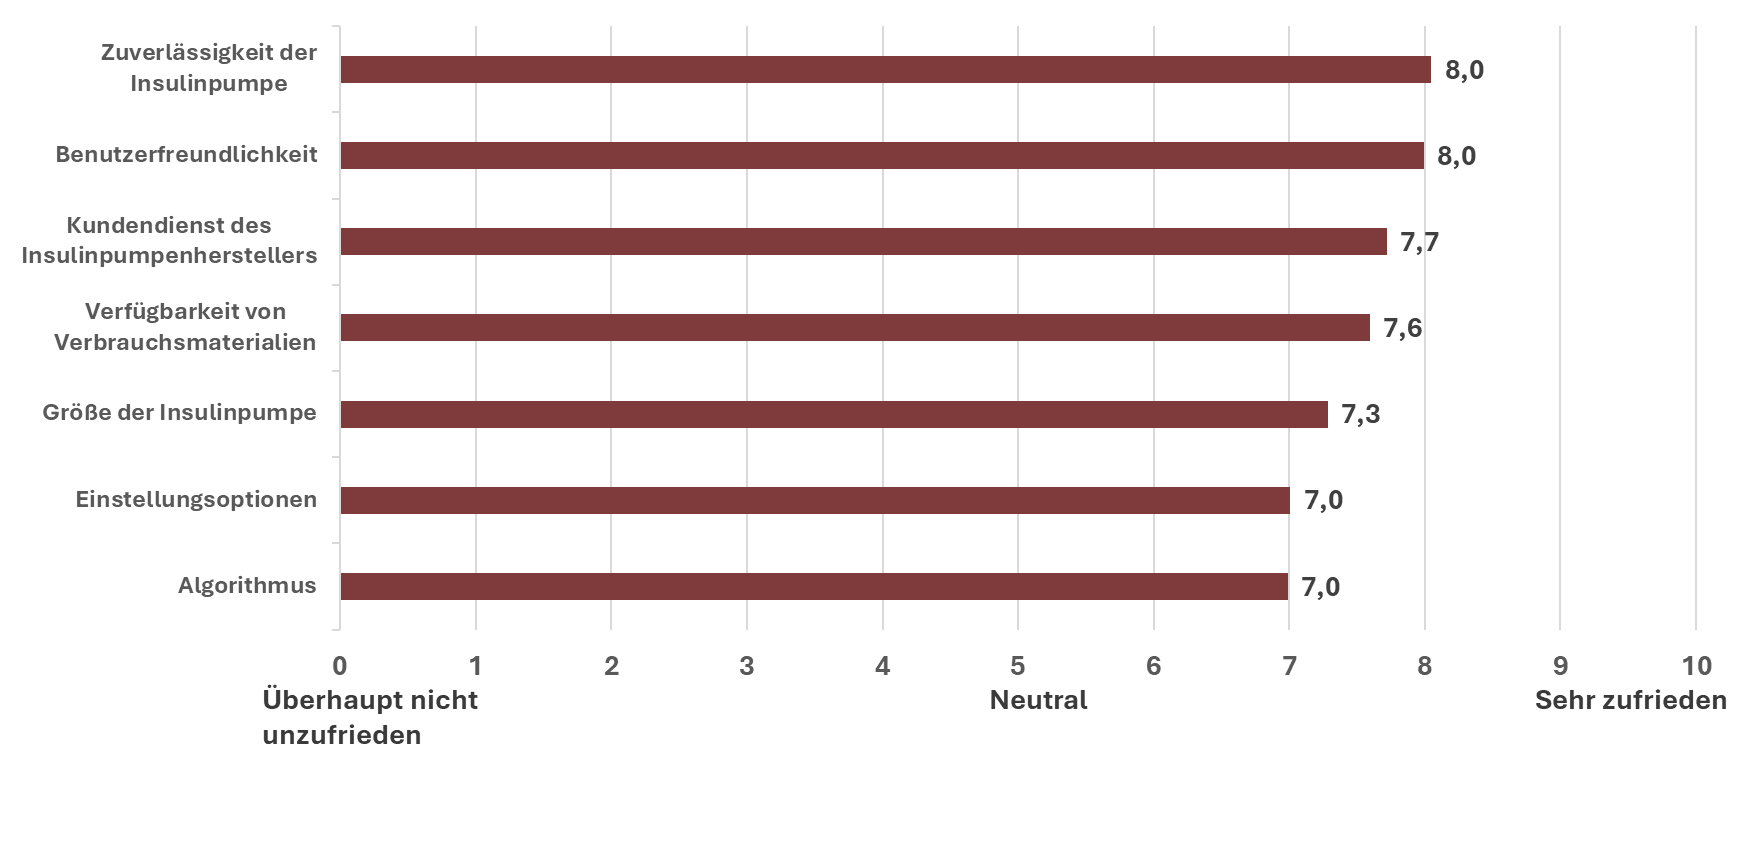 Zuverlässigkeit der
Insulinpumpe
8,0
Benutzerfreundlichkeit
8,0
Kundendienst des
Insulinpumpenherstellers
7,7
Verfügbarkeit von
Verbrauchsmaterialien
7,6
Größe der Insulinpumpe
7,3
Einstellungsoptionen
7,0
Algorithmus
7,0
0 1 2 3 4 5 6 7 8 9 10
Überhaupt nicht
unzufrieden
Neutral
Sehr zufrieden